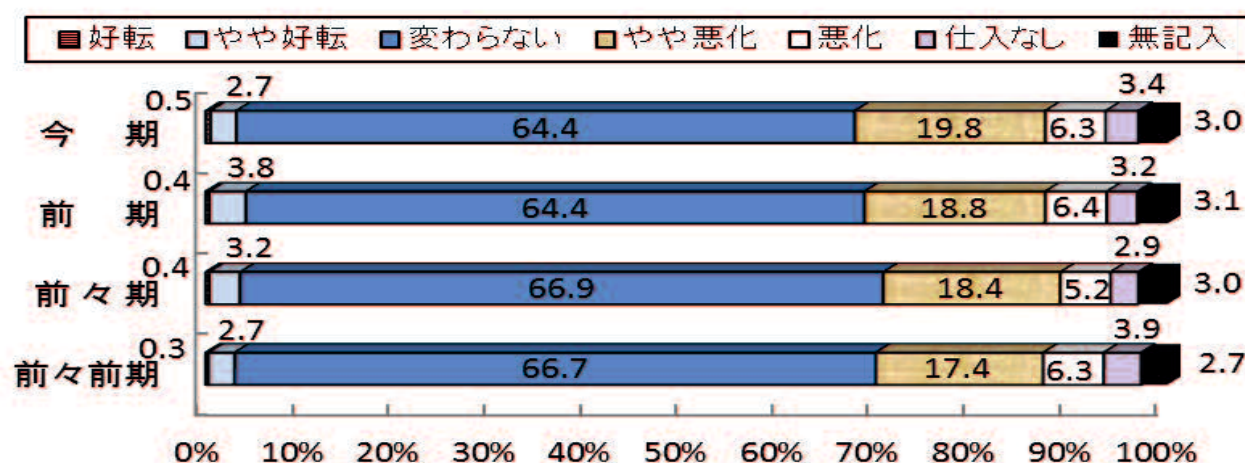 好転 やや好転 変わらない やや悪化 悪化 仕入なし 無記入
今 期 0.5 2.7 64.4 19.8 6.3 3.4 3.0
前 期 0.4 3.8 64.4 18.8 6.4 3.2 3.1
前々期 0.4 3.2 66.9 18.4 5.2 2.9 3.0
前々前期 0.3 2.7 66.7 17.4 6.3 3.9 2.7
0% 10% 20% 30% 40% 50% 60% 70% 80% 90% 100%